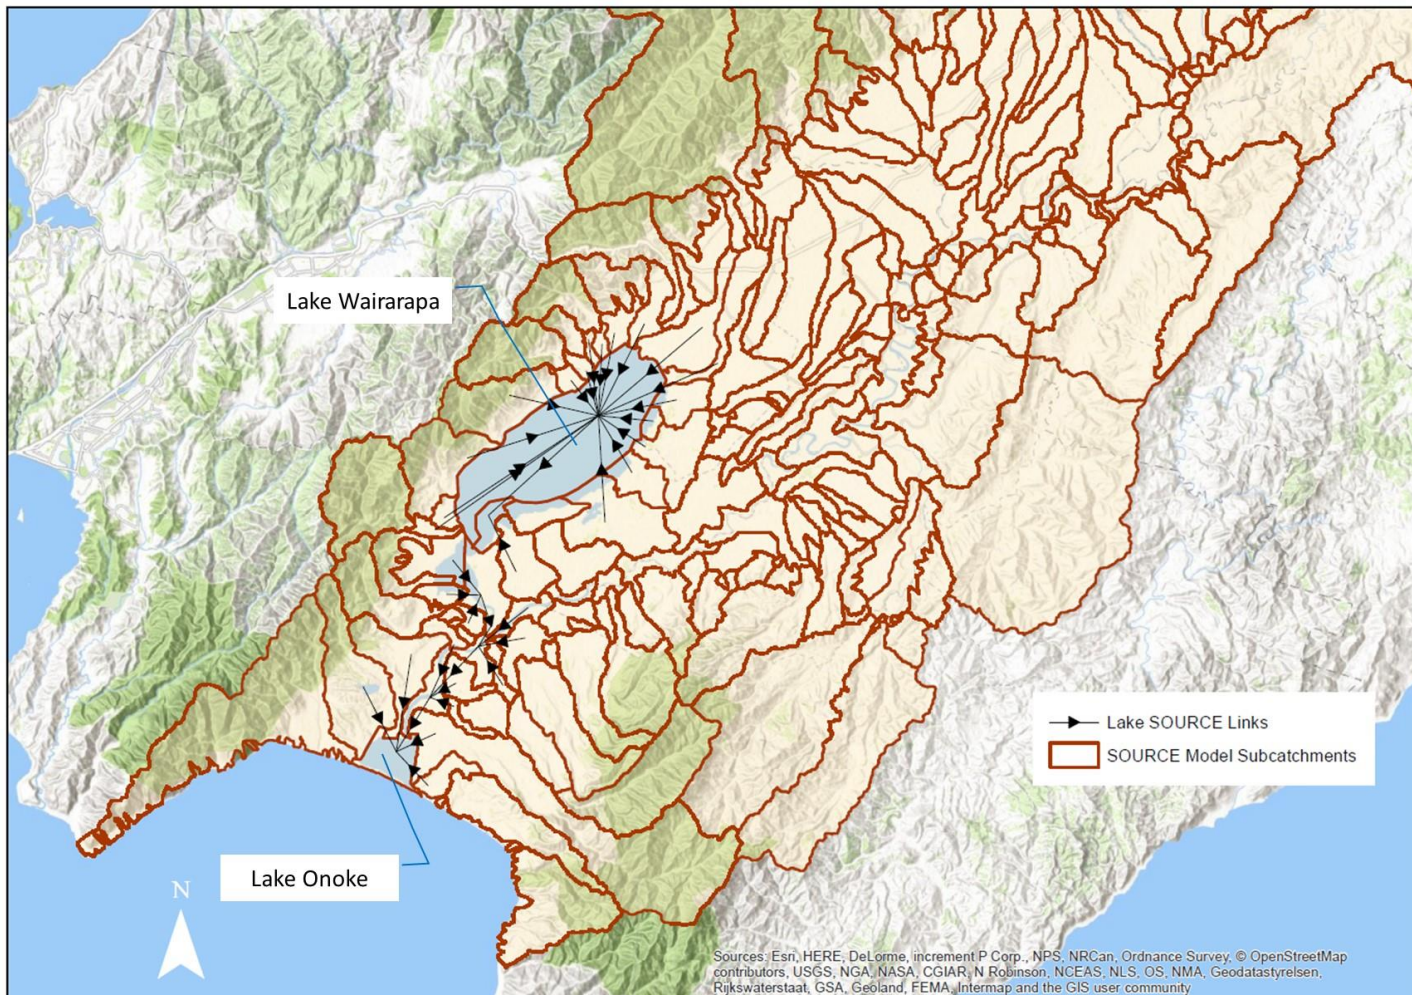 Lake Wairarapa
Lake SOURCE Links
SOURCE Model Subcatchments
Lake Onoke
N
Sources: Esri, HERE, DeLorme, increment P Corp., NPS, NRCan, Ordnance Survey, © OpenStreetMap
contributors, USGS, NGA, NASA, CGIAR, N Robinson, NCEAS, NLS, OS, NMA, Geodatastyrelsen,
Rijkswaterstaat, GSA, Geoland, FEMA, Intermap and the GIS user community